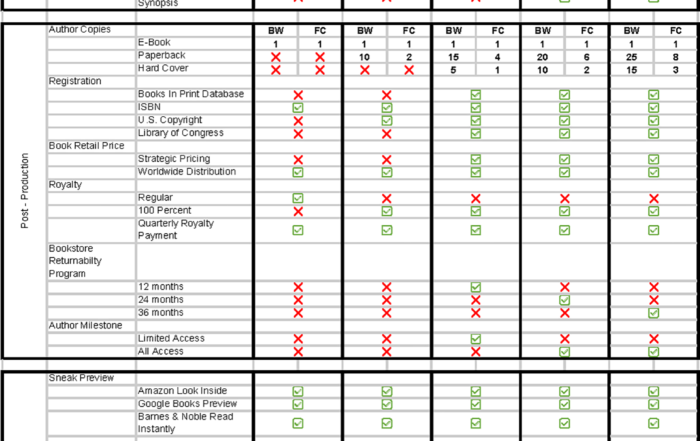 Synopsis
Author Copies BW FC BW FC BW FC BW FC BW FC
E-Book 1 1 1 1 1 1 1 1 1 1
Paperback 10 2 15 4 20 6 25 8
Hard Cover 5 1 10 2 15 3
Registration
Books In Print Database
ISBN
U.S. Copyright
Library of Congress
Book Retail Price
Strategic Pricing
Worldwide Distribution
Post - Production
Royalty
Regular
100 Percent
Quarterly Royalty
Payment
Bookstore
Returnabilty
Program
12 months
24 months
36 months
Author Milestone
Limited Access
All Access
Sneak Preview
Amazon Look Inside
Google Books Preview
Barnes & Noble Read
Instantly